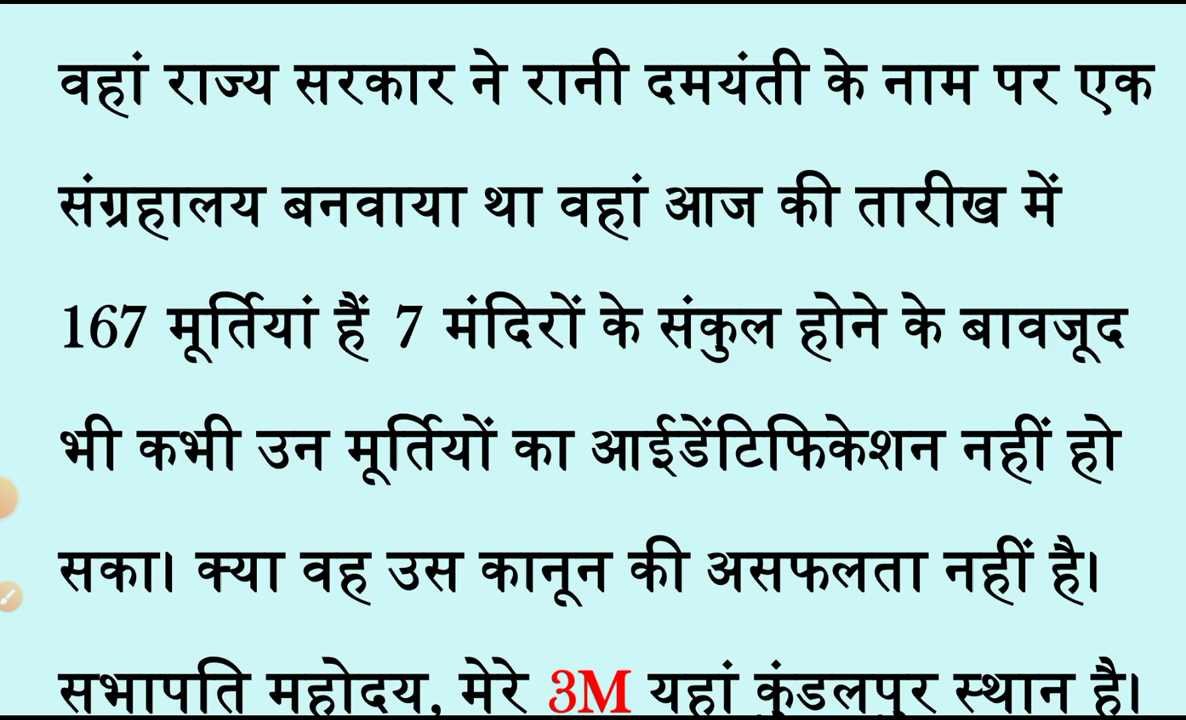 वहां राज्य सरकार ने रानी दमयंती के नाम पर एक
संग्रहालय बनवाया था वहां आज की तारीख में
167 मूर्तियां हैं 7 मंदिरों के संकुल होने के बावजूद
भी कभी उन मूर्तियों का आईडेंटिफिकेशन नहीं हो
सका। क्या वह उस कानून की असफलता नहीं है।
सभापति महोदय, मेरे 3M यहां कुंडलपुर स्थान है।